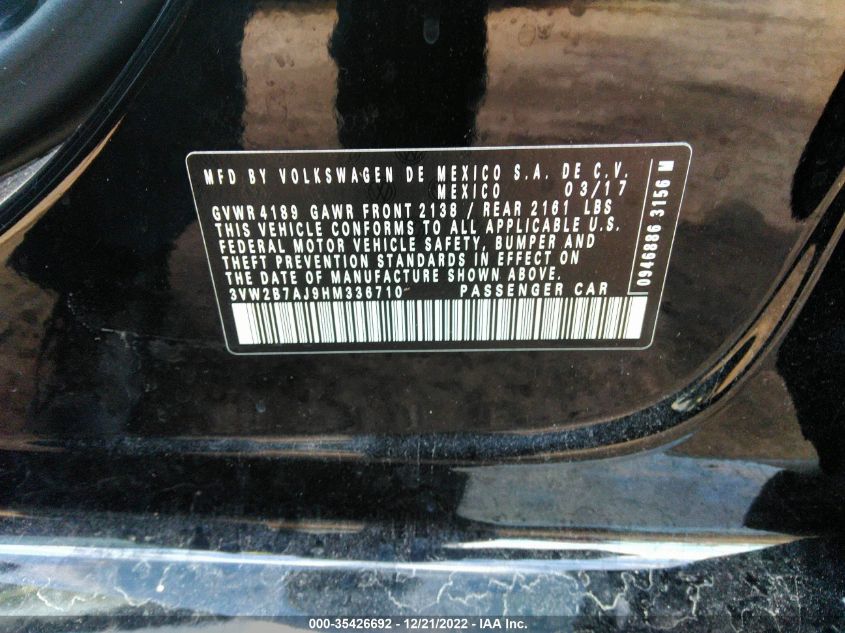 MFD BY VOLKSWAGEN DE MEXICO S.A. DE C.V.
MEXICO 03/17
GVWR 4189 GAWR FRONT 2138 / REAR 2161 LBS
THIS VEHICLE CONFORMS TO ALL APPLICABLE U.S.
FEDERAL MOTOR VEHICLE SAFETY, BUMPER AND
THEFT PREVENTION STANDARDS IN EFFECT ON
THE DATE OF MANUFACTURE SHOWN ABOVE.
3VW2B7AJ9HM336710 PASSENGER CAR
0946886 3156 M
000-35426692 - 12/21/2022 - IAA Inc.